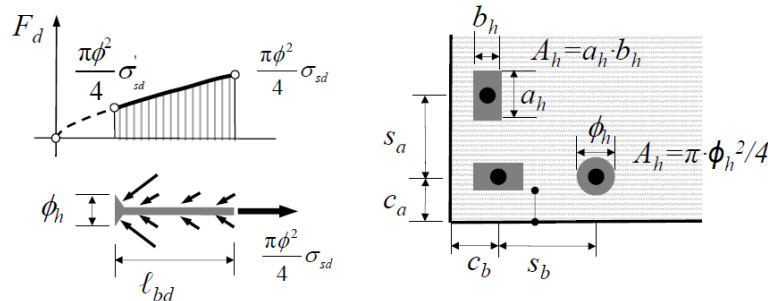 F_d
πϕ²/4 σ'_sd
πϕ²/4 σ_sd
ϕ_h
πϕ²/4 σ_sd
ℓ_bd
b_h
A_h=a_h·b_h
a_h
s_a
ϕ_h
A_h=π·ϕ_h²/4
c_a
c_b
s_b